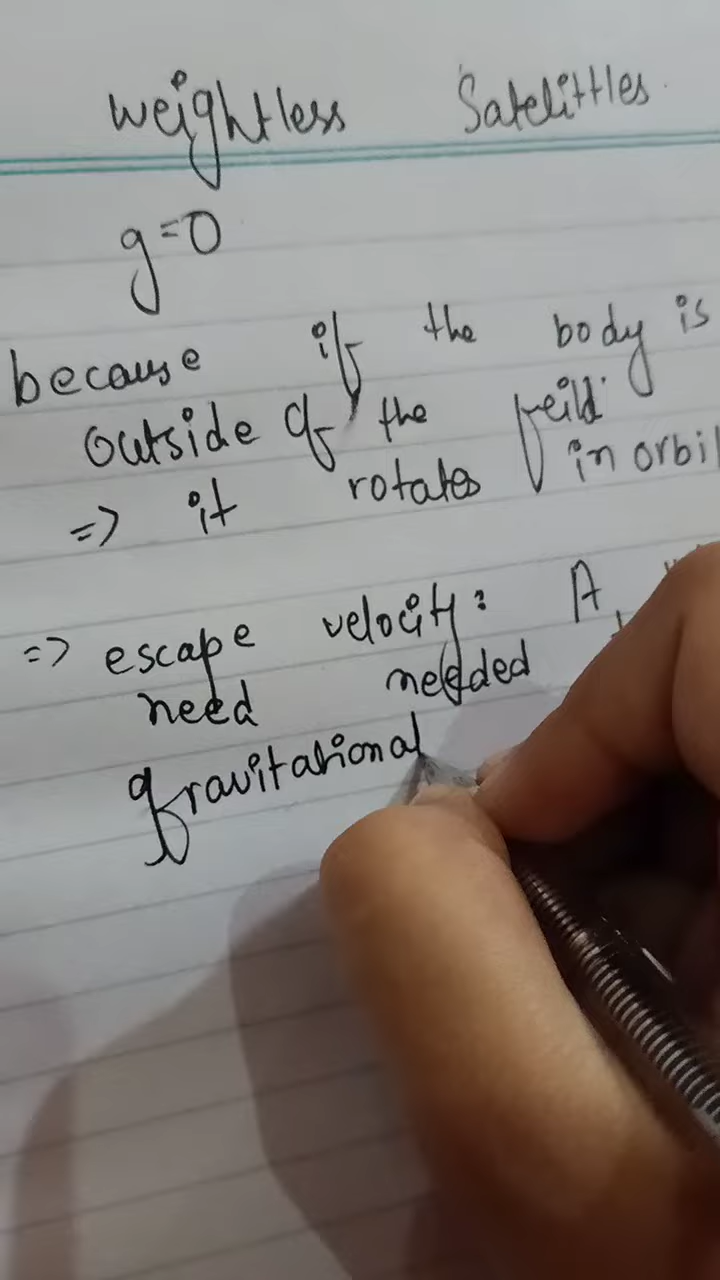 weightless Satelittles.
g=0
because if the body is
outside of the feild.
=> it rotates in orbit
=> escape velocity: A
need needed
gravitational